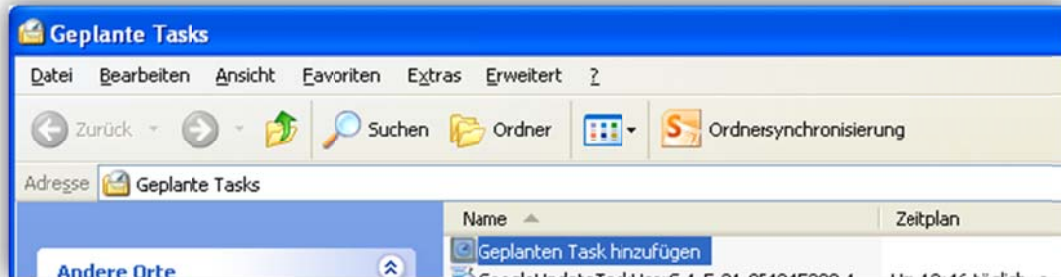 Geplante Tasks
Datei Bearbeiten Ansicht Favoriten Extras Erweitert ?
Zurück Suchen Ordner Ordnersynchronisierung
Adresse Geplante Tasks
Name Zeitplan
Geplanten Task hinzufügen
Andere Orte